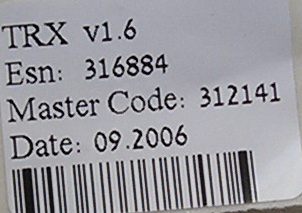 TRX v1.6
Esn: 316884
Master Code: 312141
Date: 09.2006